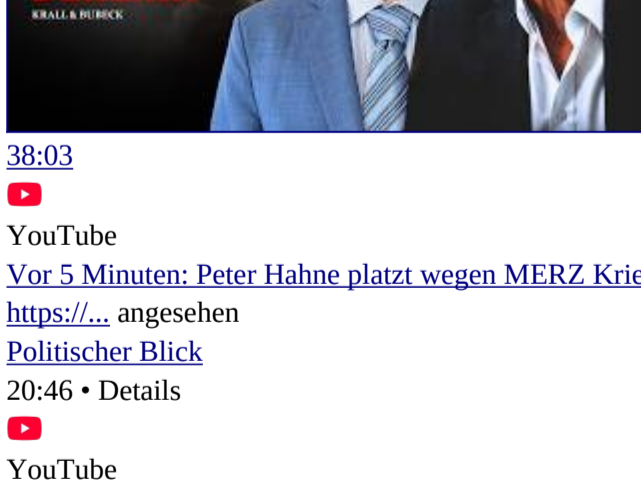 KRALL & BUBECK
38:03
YouTube
Vor 5 Minuten: Peter Hahne platzt wegen MERZ Krie
https://... angesehen
Politischer Blick
20:46 • Details
YouTube